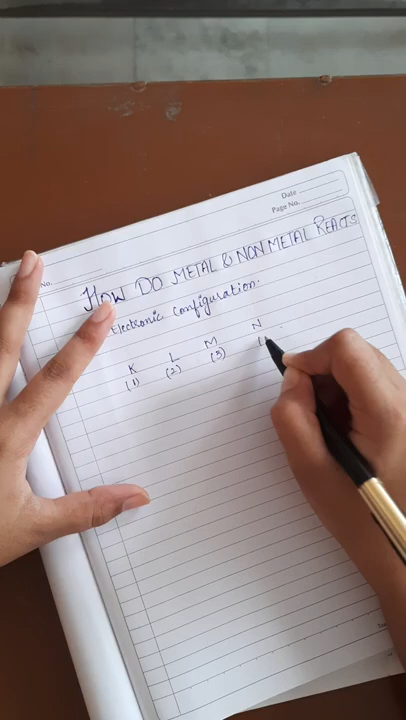 Date
Page No.
No.
HOW DO METAL & NON METAL REACTS
Electronic Configuration.
K L M N
(1) (2) (3) (